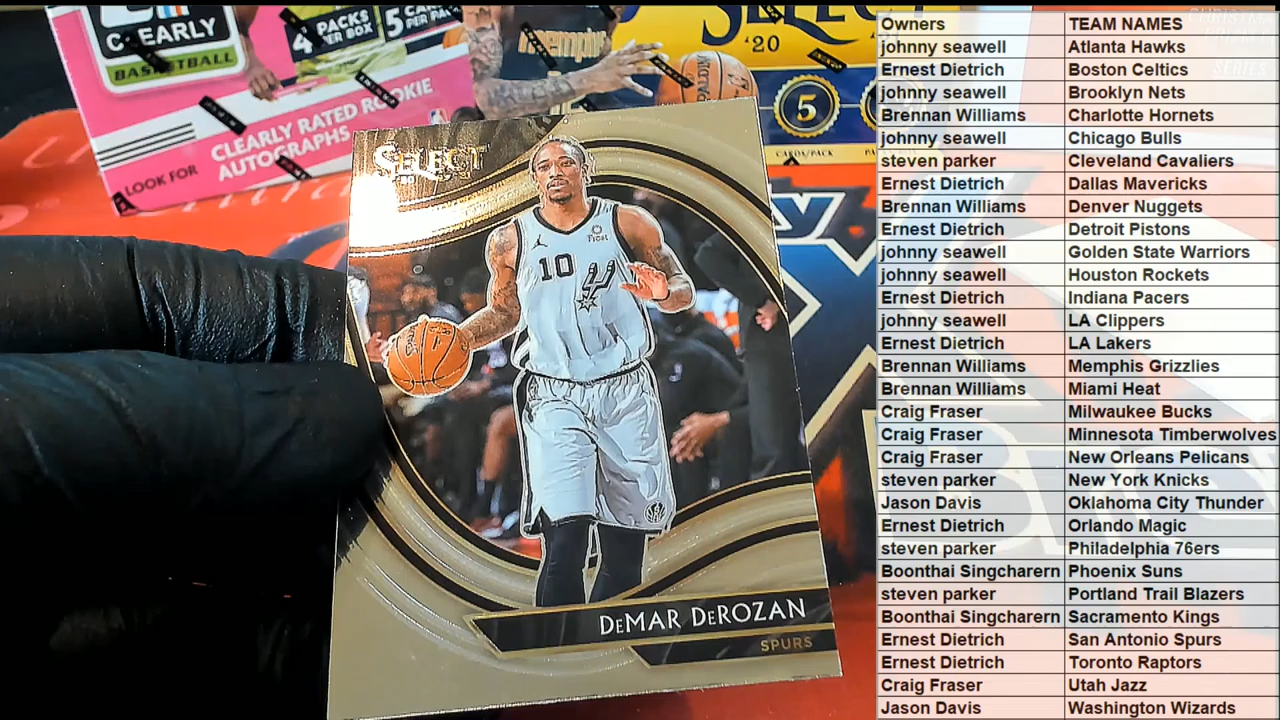 CLEARLY
BASKETBALL
4 PACKS
PER BOX
5
CLEARLY RATED ROOKIE
AUTOGRAPHS
LOOK FOR
SELECT
'20
SPALDING
5
CARDS/PACK
SELECT
Frost
10
DEMAR DEROZAN
SPURS
Owners TEAM NAMES
johnny seawell Atlanta Hawks
Ernest Dietrich Boston Celtics
johnny seawell Brooklyn Nets
Brennan Williams Charlotte Hornets
johnny seawell Chicago Bulls
steven parker Cleveland Cavaliers
Ernest Dietrich Dallas Mavericks
Brennan Williams Denver Nuggets
Ernest Dietrich Detroit Pistons
johnny seawell Golden State Warriors
johnny seawell Houston Rockets
Ernest Dietrich Indiana Pacers
johnny seawell LA Clippers
Ernest Dietrich LA Lakers
Brennan Williams Memphis Grizzlies
Brennan Williams Miami Heat
Craig Fraser Milwaukee Bucks
Craig Fraser Minnesota Timberwolves
Craig Fraser New Orleans Pelicans
steven parker New York Knicks
Jason Davis Oklahoma City Thunder
Ernest Dietrich Orlando Magic
steven parker Philadelphia 76ers
Boonthai Singcharern Phoenix Suns
steven parker Portland Trail Blazers
Boonthai Singcharern Sacramento Kings
Ernest Dietrich San Antonio Spurs
Ernest Dietrich Toronto Raptors
Craig Fraser Utah Jazz
Jason Davis Washington Wizards